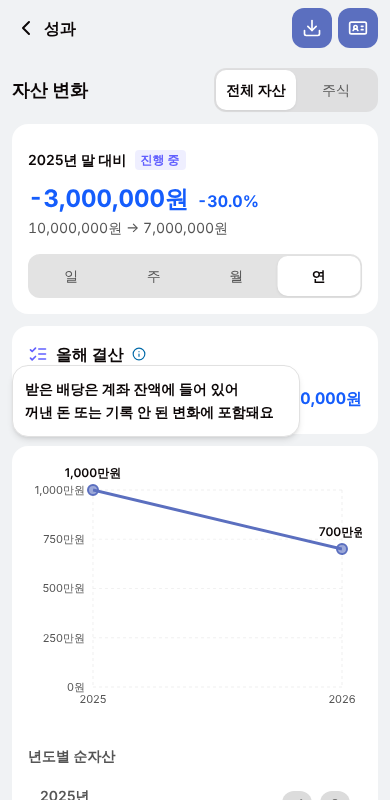 성과
자산 변화
전체 자산
주식
2025년 말 대비 진행 중
-3,000,000원 -30.0%
10,000,000원 → 7,000,000원
일
주
월
연
올해 결산
받은 배당은 계좌 잔액에 들어 있어
꺼낸 돈 또는 기록 안 된 변화에 포함돼요
0,000원
1,000만원
1,000만원
700만원
750만원
500만원
250만원
0원
2025
2026
년도별 순자산
2025년